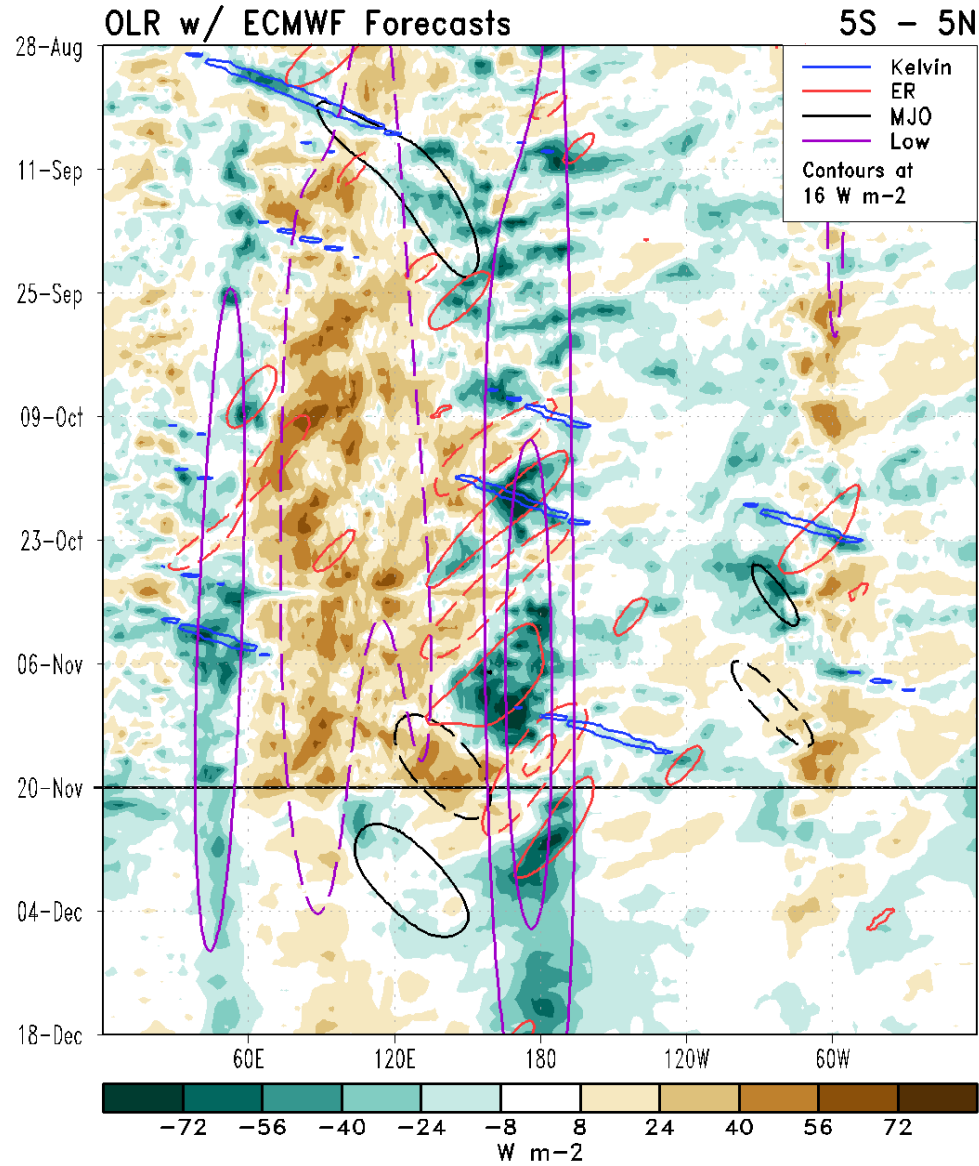 OLR w/ ECMWF Forecasts 5S - 5N
28-Aug
11-Sep
25-Sep
09-Oct
23-Oct
06-Nov
20-Nov
04-Dec
18-Dec
Kelvin
ER
MJO
Low
Contours at
16 W m-2
60E 120E 180 120W 60W
-72 -56 -40 -24 -8 8 24 40 56 72
W m-2